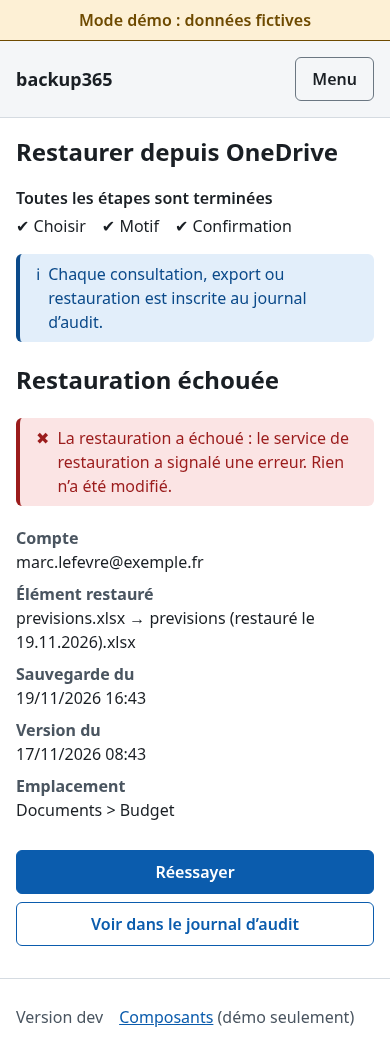 Mode démo : données fictives
backup365
Menu
Restaurer depuis OneDrive
Toutes les étapes sont terminées
✔ Choisir ✔ Motif ✔ Confirmation
i Chaque consultation, export ou
restauration est inscrite au journal
d’audit.
Restauration échouée
✖ La restauration a échoué : le service de
restauration a signalé une erreur. Rien
n’a été modifié.
Compte
marc.lefevre@exemple.fr
Élément restauré
previsions.xlsx → previsions (restauré le
19.11.2026).xlsx
Sauvegarde du
19/11/2026 16:43
Version du
17/11/2026 08:43
Emplacement
Documents > Budget
Réessayer
Voir dans le journal d’audit
Version dev Composants (démo seulement)